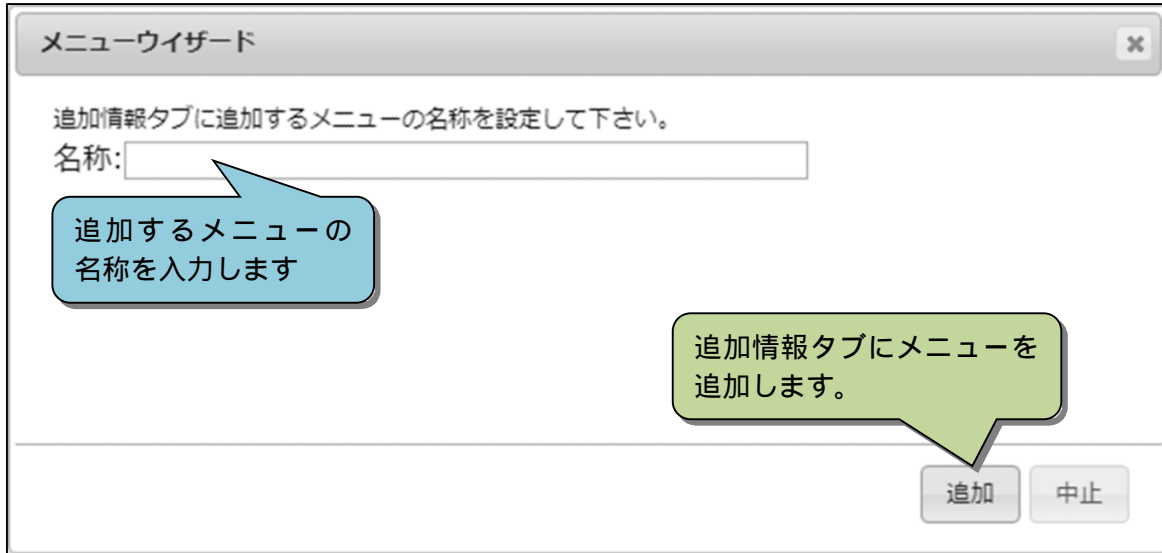 メニューウイザード
追加情報タブに追加するメニューの名称を設定して下さい。
名称:
追加するメニューの
名称を入力します
追加情報タブにメニューを
追加します。
追加 中止